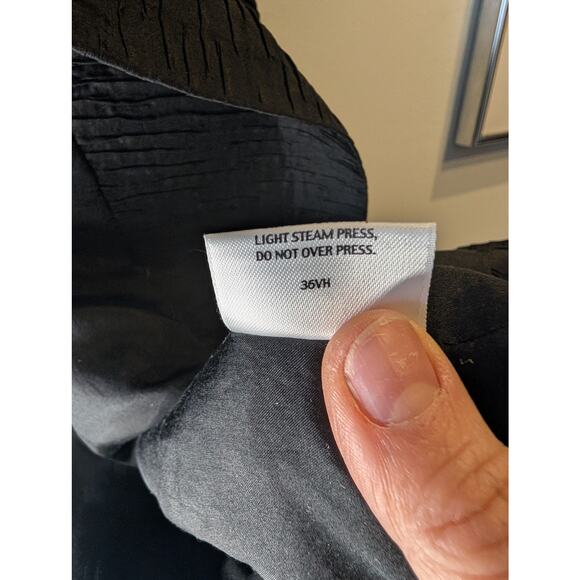 LIGHT STEAM PRESS,
DO NOT OVER PRESS.
36VH